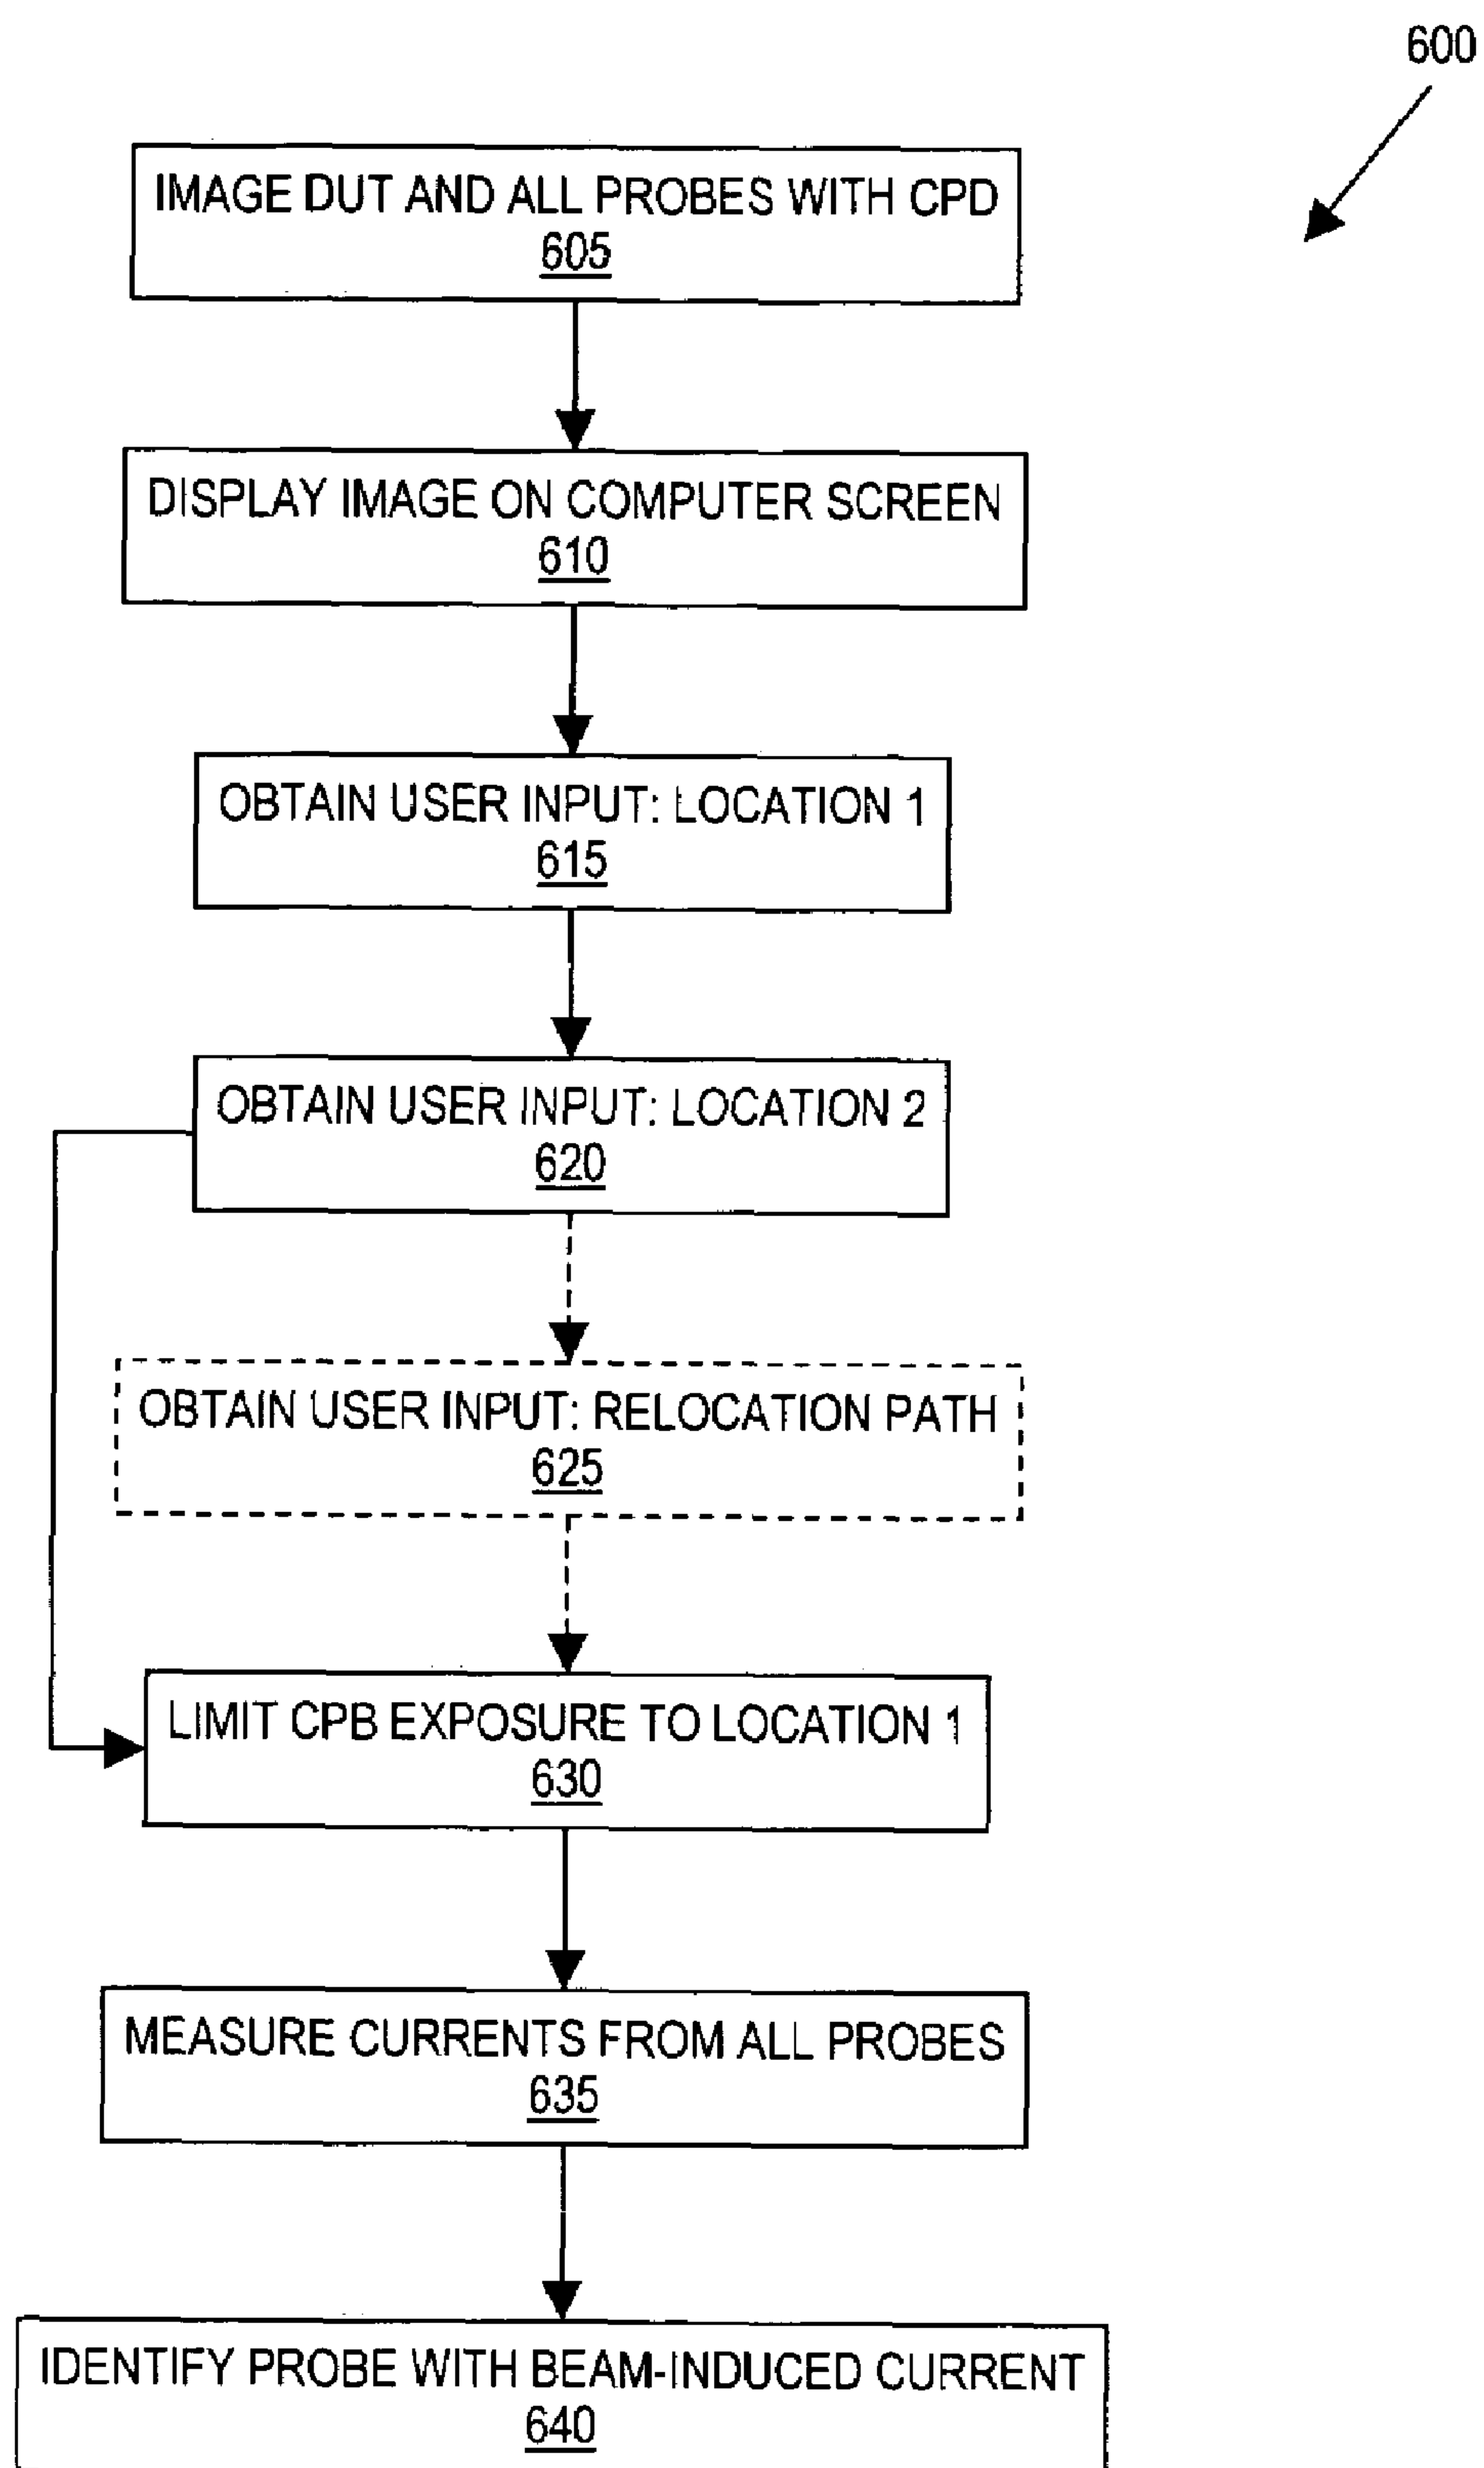 600
IMAGE DUT AND ALL PROBES WITH CPD
605
DISPLAY IMAGE ON COMPUTER SCREEN
610
OBTAIN USER INPUT: LOCATION 1
615
OBTAIN USER INPUT: LOCATION 2
620
OBTAIN USER INPUT: RELOCATION PATH
625
LIMIT CPB EXPOSURE TO LOCATION 1
630
MEASURE CURRENTS FROM ALL PROBES
635
IDENTIFY PROBE WITH BEAM-INDUCED CURRENT
640